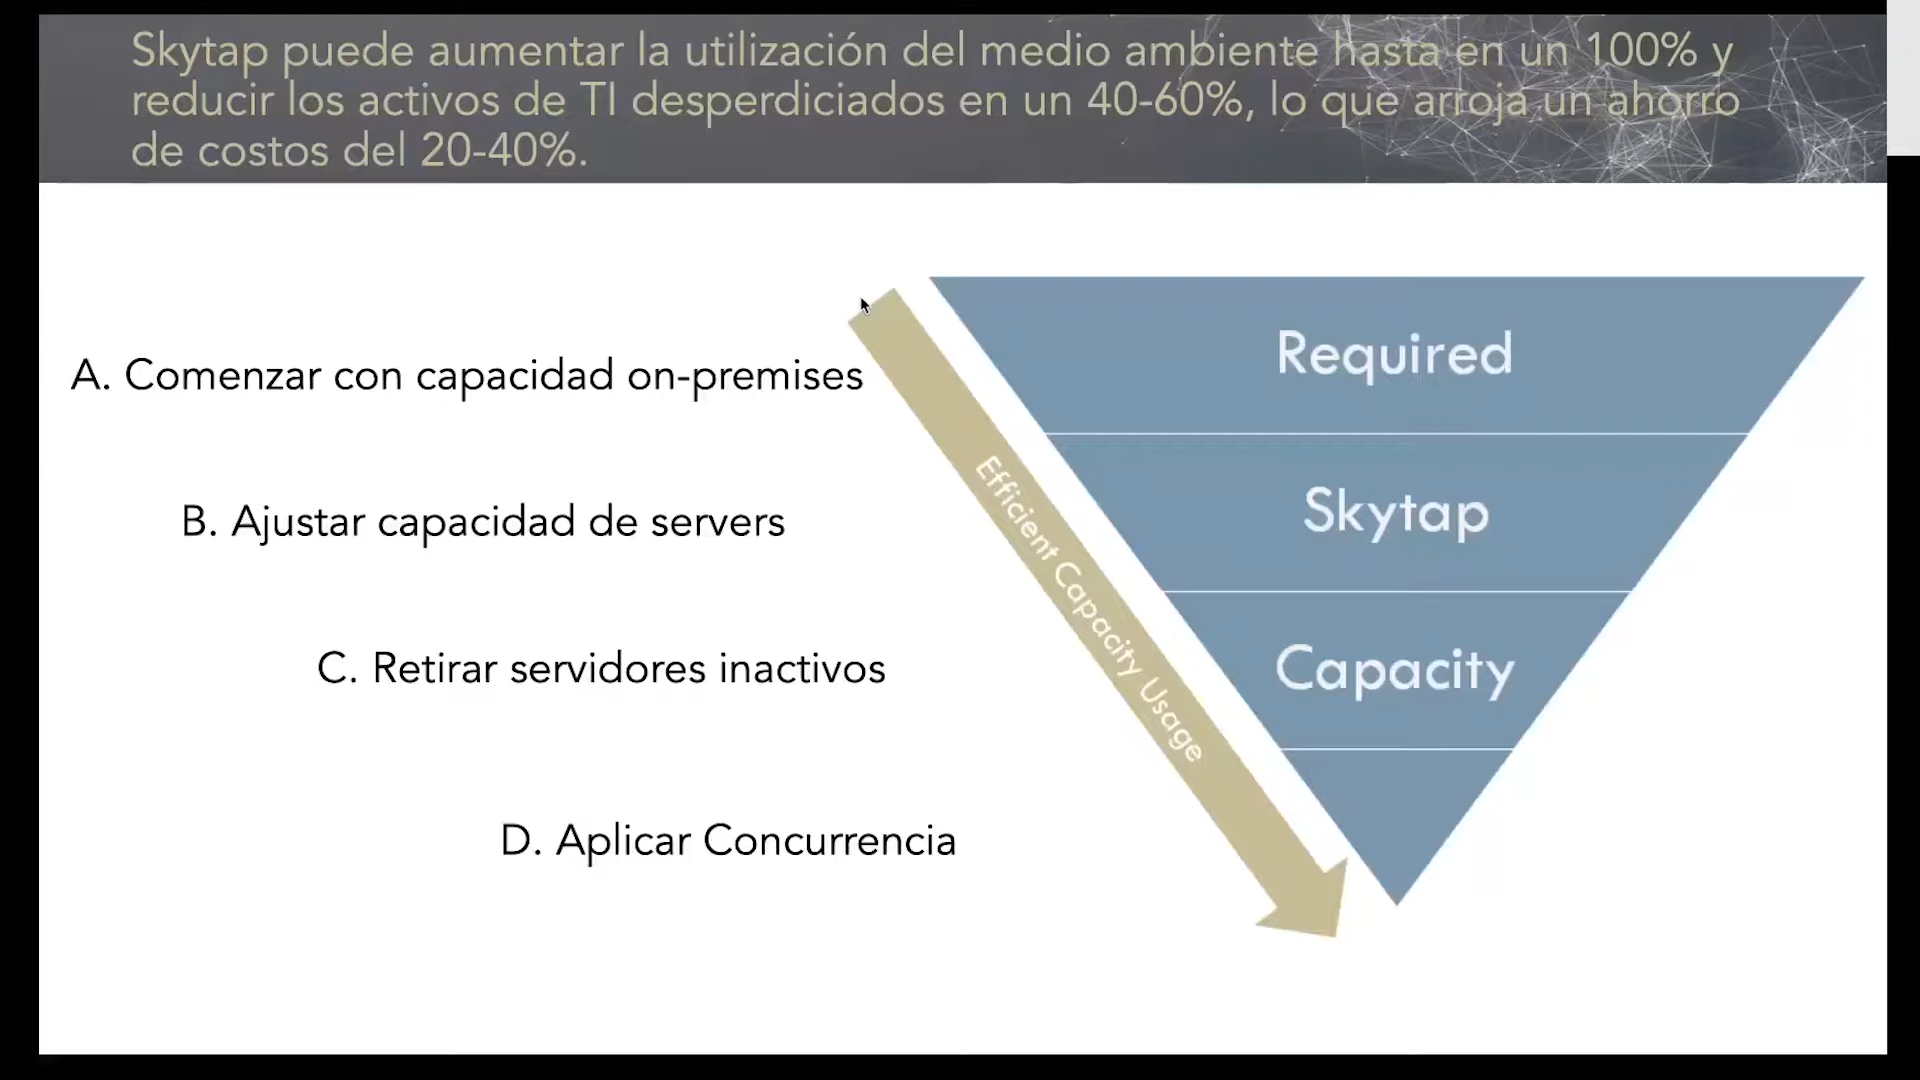 Skytap puede aumentar la utilización del medio ambiente hasta en un 100% y
reducir los activos de TI desperdiciados en un 40-60%, lo que arroja un ahorro
de costos del 20-40%.
A. Comenzar con capacidad on-premises
B. Ajustar capacidad de servers
C. Retirar servidores inactivos
D. Aplicar Concurrencia
Efficient Capacity Usage
Required
Skytap
Capacity